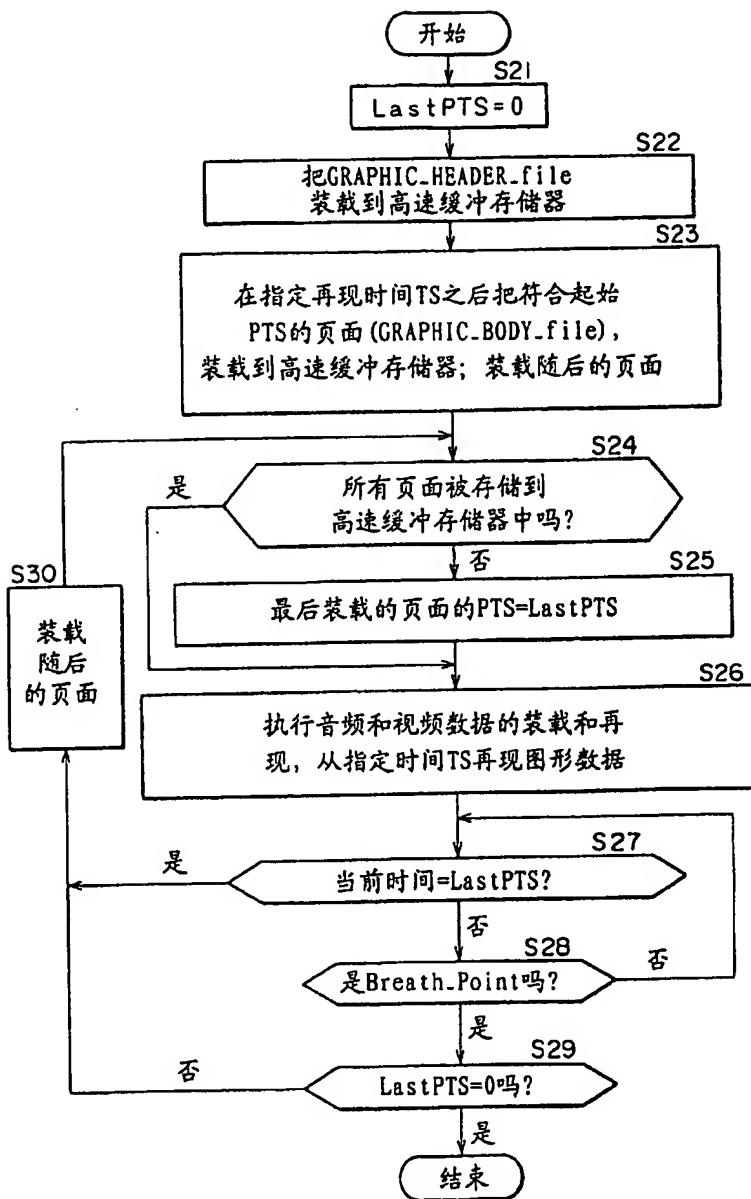 开始
S21
LastPTS=0
S22
把GRAPHIC_HEADER_file
装载到高速缓冲存储器
S23
在指定再现时间TS之后把符合起始
PTS的页面(GRAPHIC_BODY_file),
装载到高速缓冲存储器; 装载随后的页面
S24
是
所有页面被存储到
高速缓冲存储器中吗?
否
S30
装载
随后
的页面
S25
最后装载的页面的PTS=LastPTS
S26
执行音频和视频数据的装载和再
现, 从指定时间TS再现图形数据
S27
是
当前时间=LastPTS?
否
S28
是Breath_Point吗?
否
是
S29
否
LastPTS=0吗?
是
结束